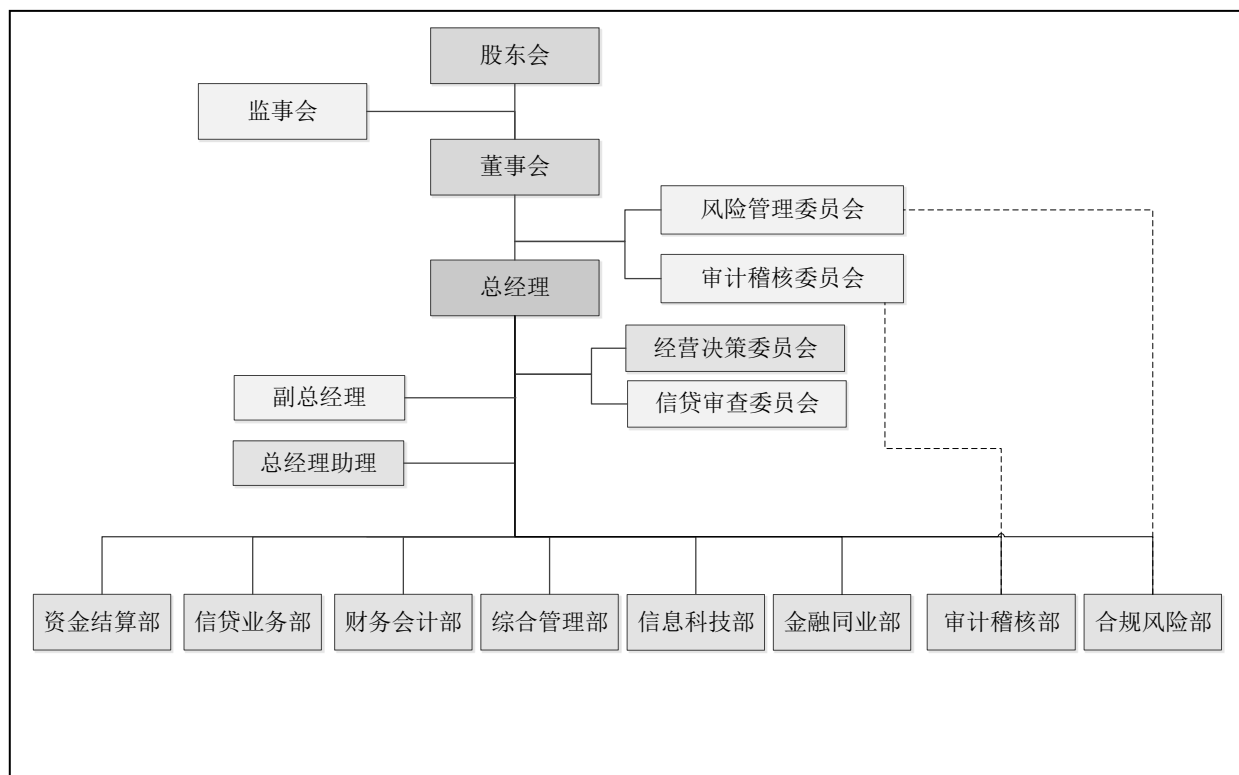 股东会
监事会
董事会
风险管理委员会
审计稽核委员会
总经理
经营决策委员会
副总经理
信贷审查委员会
总经理助理
资金结算部
信贷业务部
财务会计部
综合管理部
信息科技部
金融同业部
审计稽核部
合规风险部